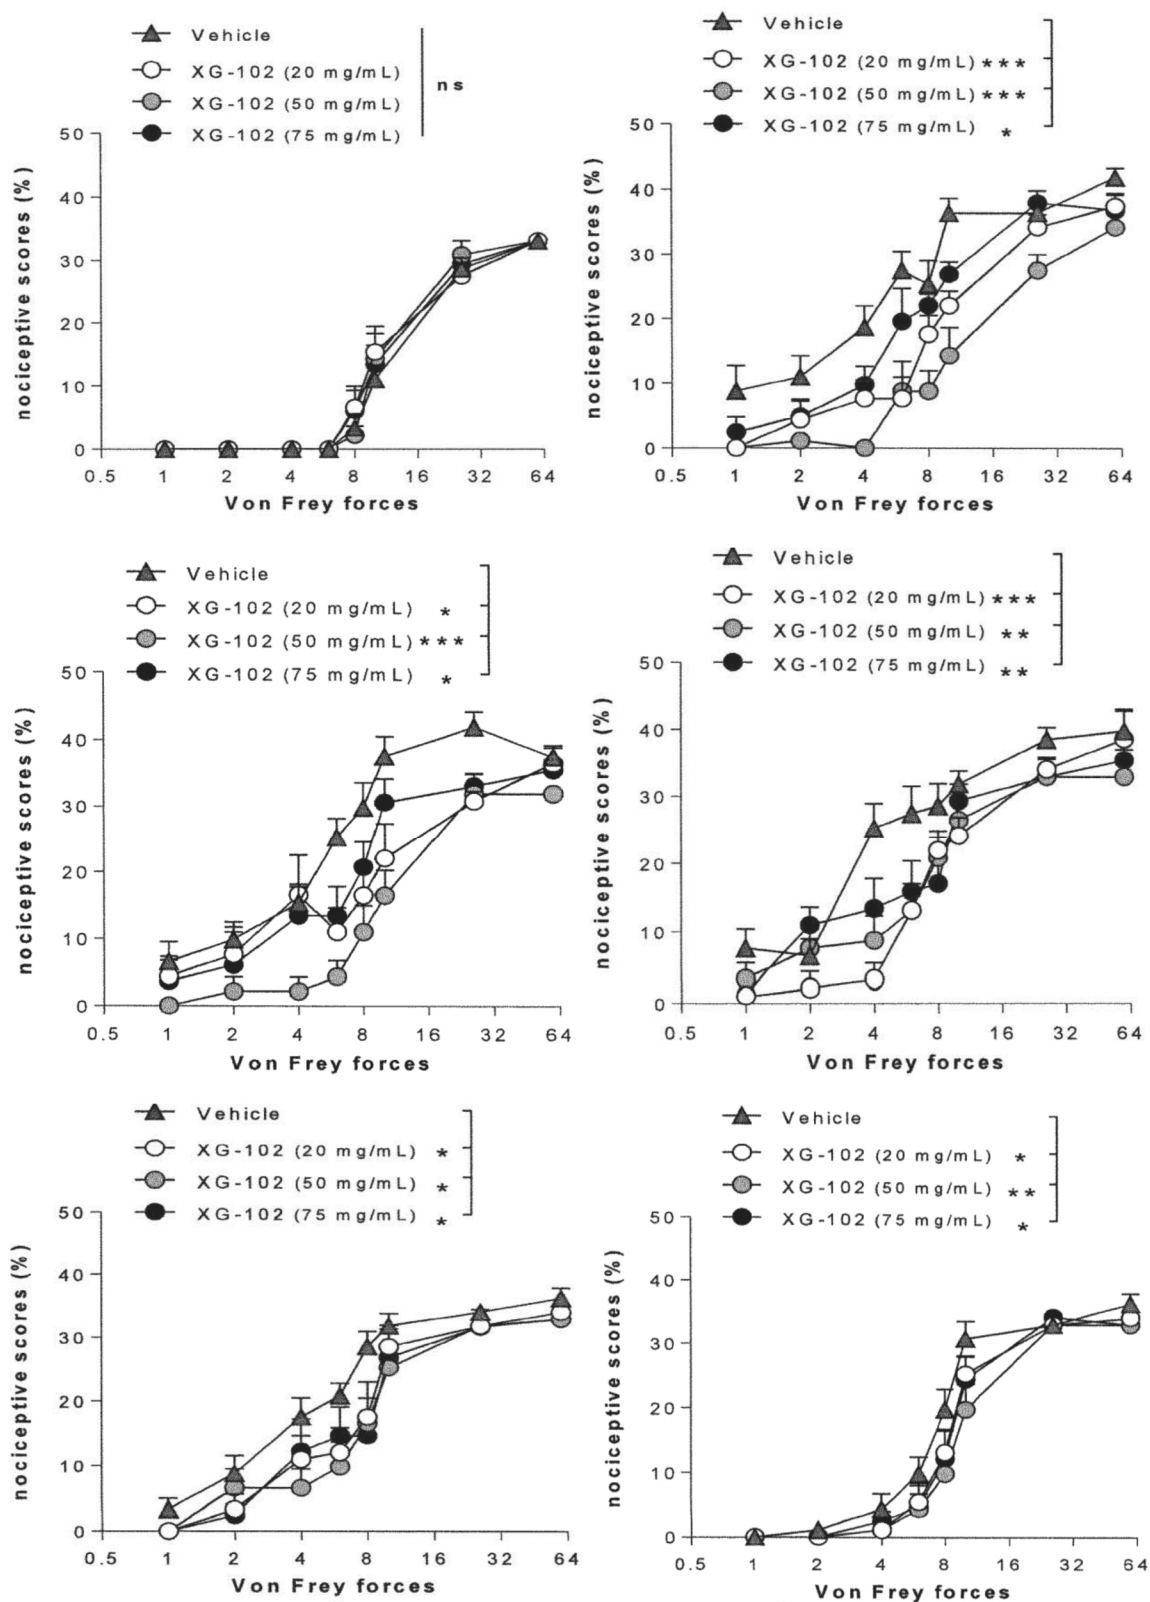 Vehicle
XG-102 (20 mg/mL)
XG-102 (50 mg/mL)
XG-102 (75 mg/mL)
ns
nociceptive scores (%)
50
40
30
20
10
0
0.5 1 2 4 8 16 32 64
Von Frey forces
Vehicle
XG-102 (20 mg/mL) ***
XG-102 (50 mg/mL) ***
XG-102 (75 mg/mL) *
nociceptive scores (%)
50
40
30
20
10
0
0.5 1 2 4 8 16 32 64
Von Frey forces
Vehicle
XG-102 (20 mg/mL) *
XG-102 (50 mg/mL) ***
XG-102 (75 mg/mL) *
nociceptive scores (%)
50
40
30
20
10
0
0.5 1 2 4 8 16 32 64
Von Frey forces
Vehicle
XG-102 (20 mg/mL) ***
XG-102 (50 mg/mL) **
XG-102 (75 mg/mL) **
nociceptive scores (%)
50
40
30
20
10
0
0.5 1 2 4 8 16 32 64
Von Frey forces
Vehicle
XG-102 (20 mg/mL) *
XG-102 (50 mg/mL) *
XG-102 (75 mg/mL) *
nociceptive scores (%)
50
40
30
20
10
0
0.5 1 2 4 8 16 32 64
Von Frey forces
Vehicle
XG-102 (20 mg/mL) *
XG-102 (50 mg/mL) **
XG-102 (75 mg/mL) *
nociceptive scores (%)
50
40
30
20
10
0
0.5 1 2 4 8 16 32 64
Von Frey forces